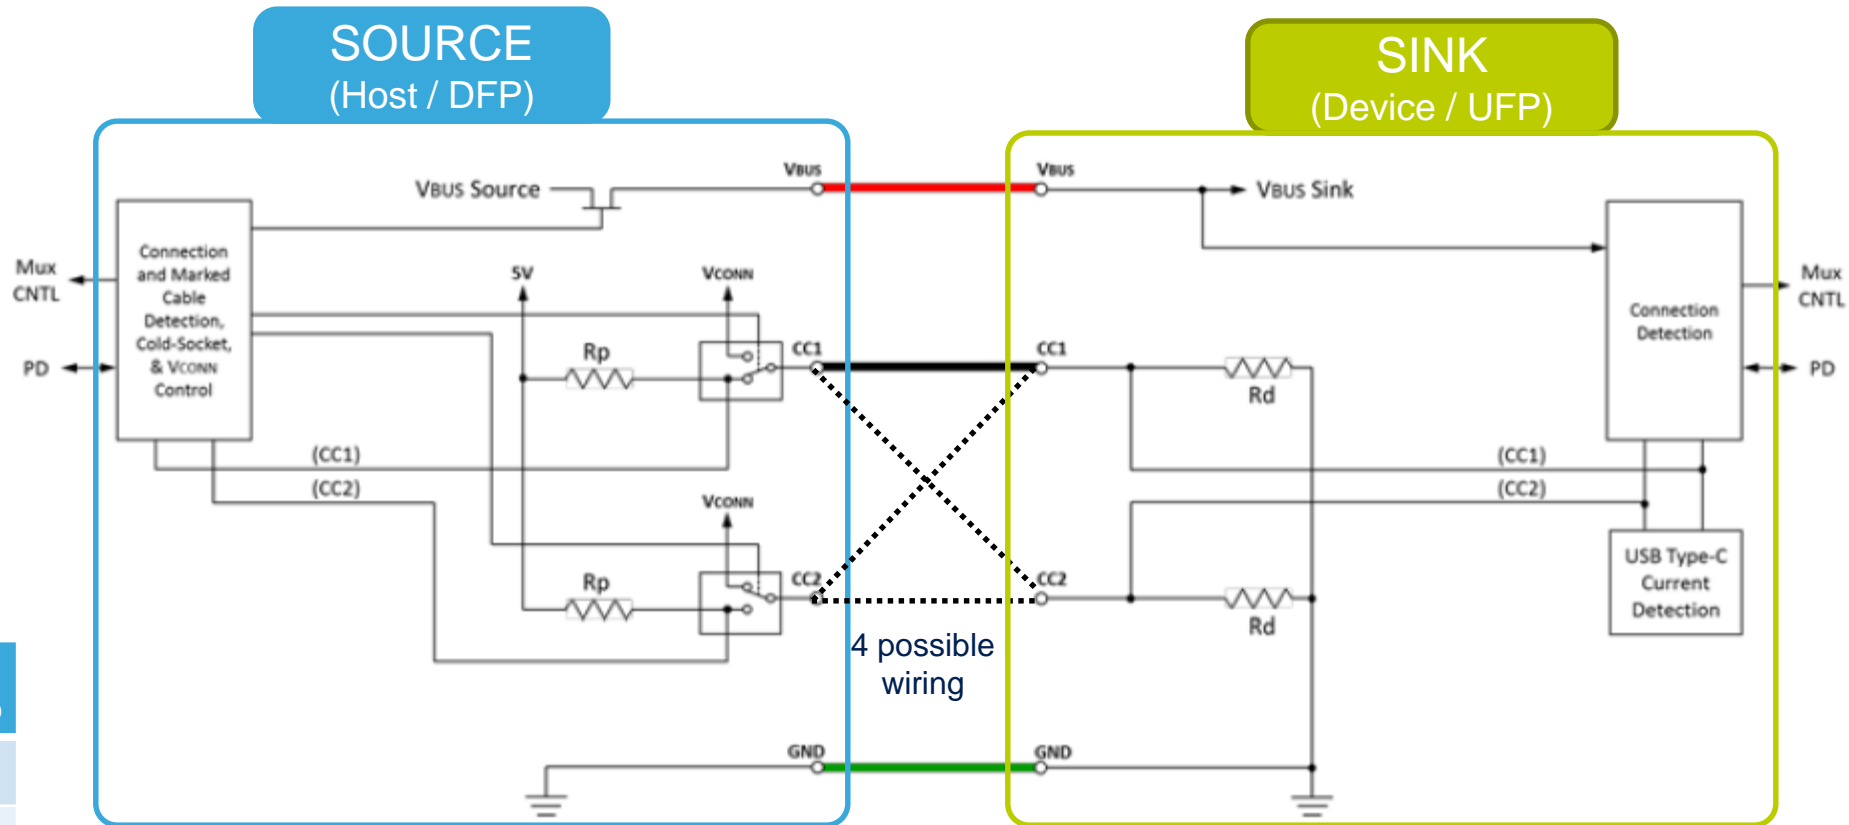 SOURCE
(Host / DFP)
SINK
(Device / UFP)
VBUS
VBUS
VBUS Source
VBUS Sink
Connection
and Marked
Cable
Detection,
Cold-Socket,
& VCONN
Control
Mux
CNTL
PD
5V
VCONN
Rp
CC1
CC1
Rd
Connection
Detection
Mux
CNTL
PD
(CC1)
(CC2)
(CC1)
(CC2)
VCONN
Rp
CC2
CC2
Rd
USB Type-C
Current
Detection
4 possible
wiring
GND
GND